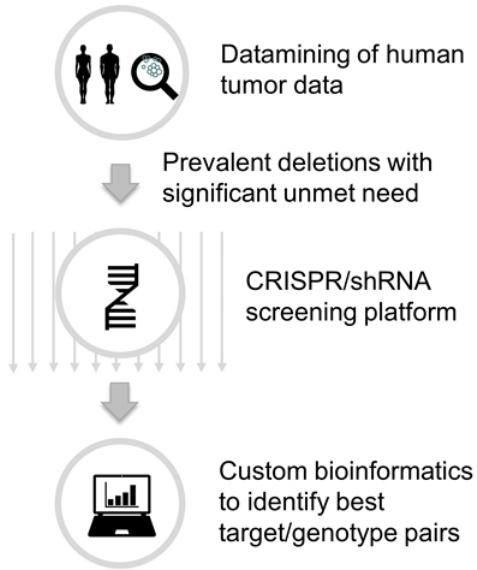 Datamining of human
tumor data
Prevalent deletions with
significant unmet need
CRISPR/shRNA
screening platform
Custom bioinformatics
to identify best
target/genotype pairs